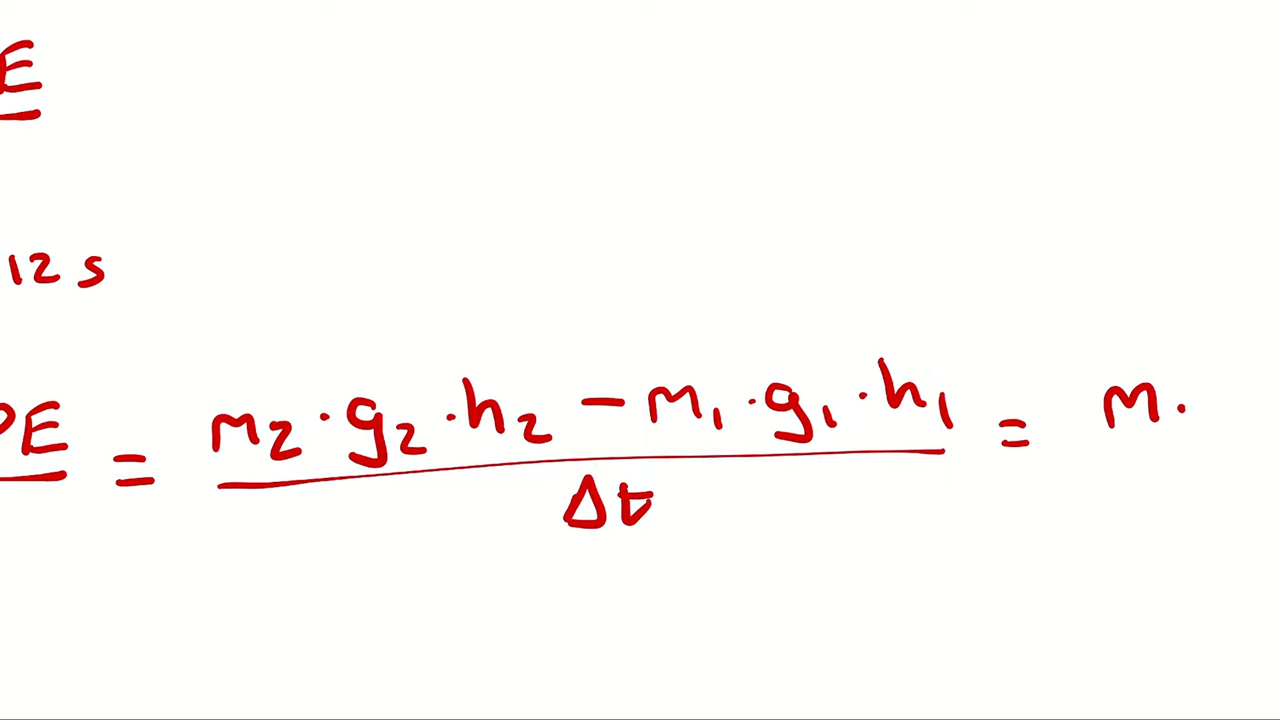 E
12 s
PE = m₂ · g₂ · h₂ − m₁ · g₁ · h₁ = m ·
Δt